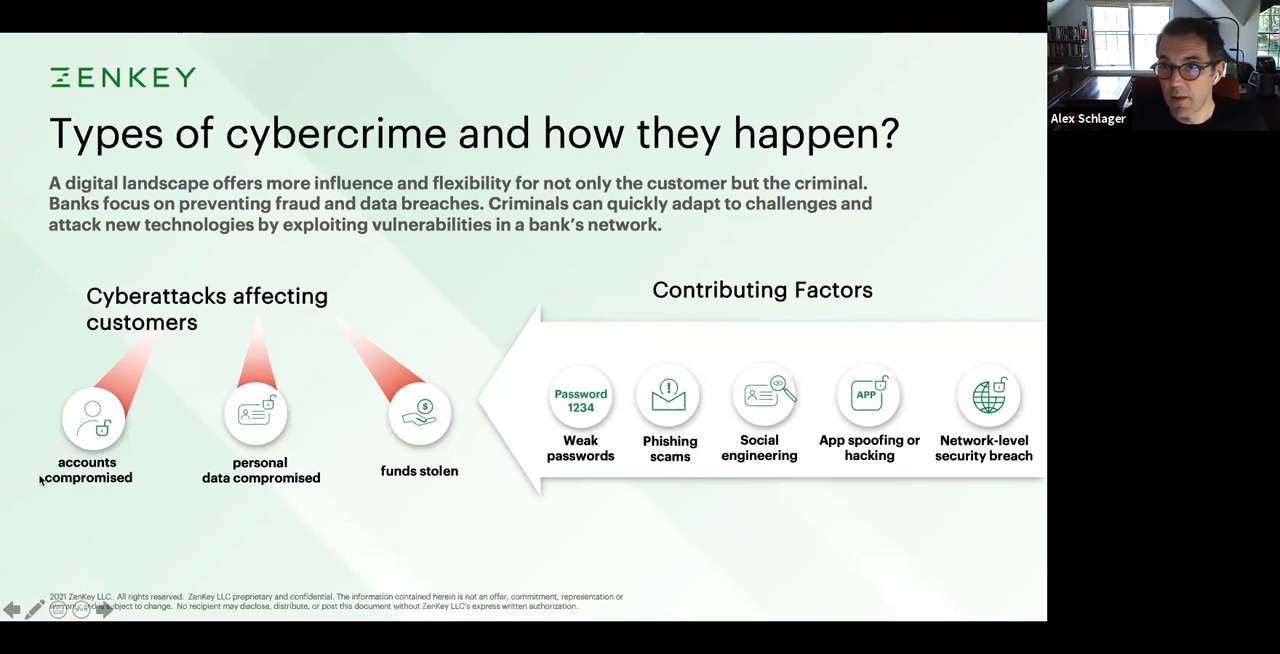 ZENKEY
Types of cybercrime and how they happen?
A digital landscape offers more influence and flexibility for not only the customer but the criminal.
Banks focus on preventing fraud and data breaches. Criminals can quickly adapt to challenges and
attack new technologies by exploiting vulnerabilities in a bank's network.
Cyberattacks affecting
customers
accounts
compromised
personal
data compromised
$
funds stolen
Contributing Factors
Password
1234
Weak
passwords
!
Phishing
scams
Social
engineering
APP
App spoofing or
hacking
Network-level
security breach
2021 ZenKey LLC. All rights reserved. ZenKey LLC proprietary and confidential. The information contained herein is not an offer, commitment, representation or
subject to change. No recipient may disclose, distribute, or post this document without ZenKey LLC's express written authorization.
Alex Schlager